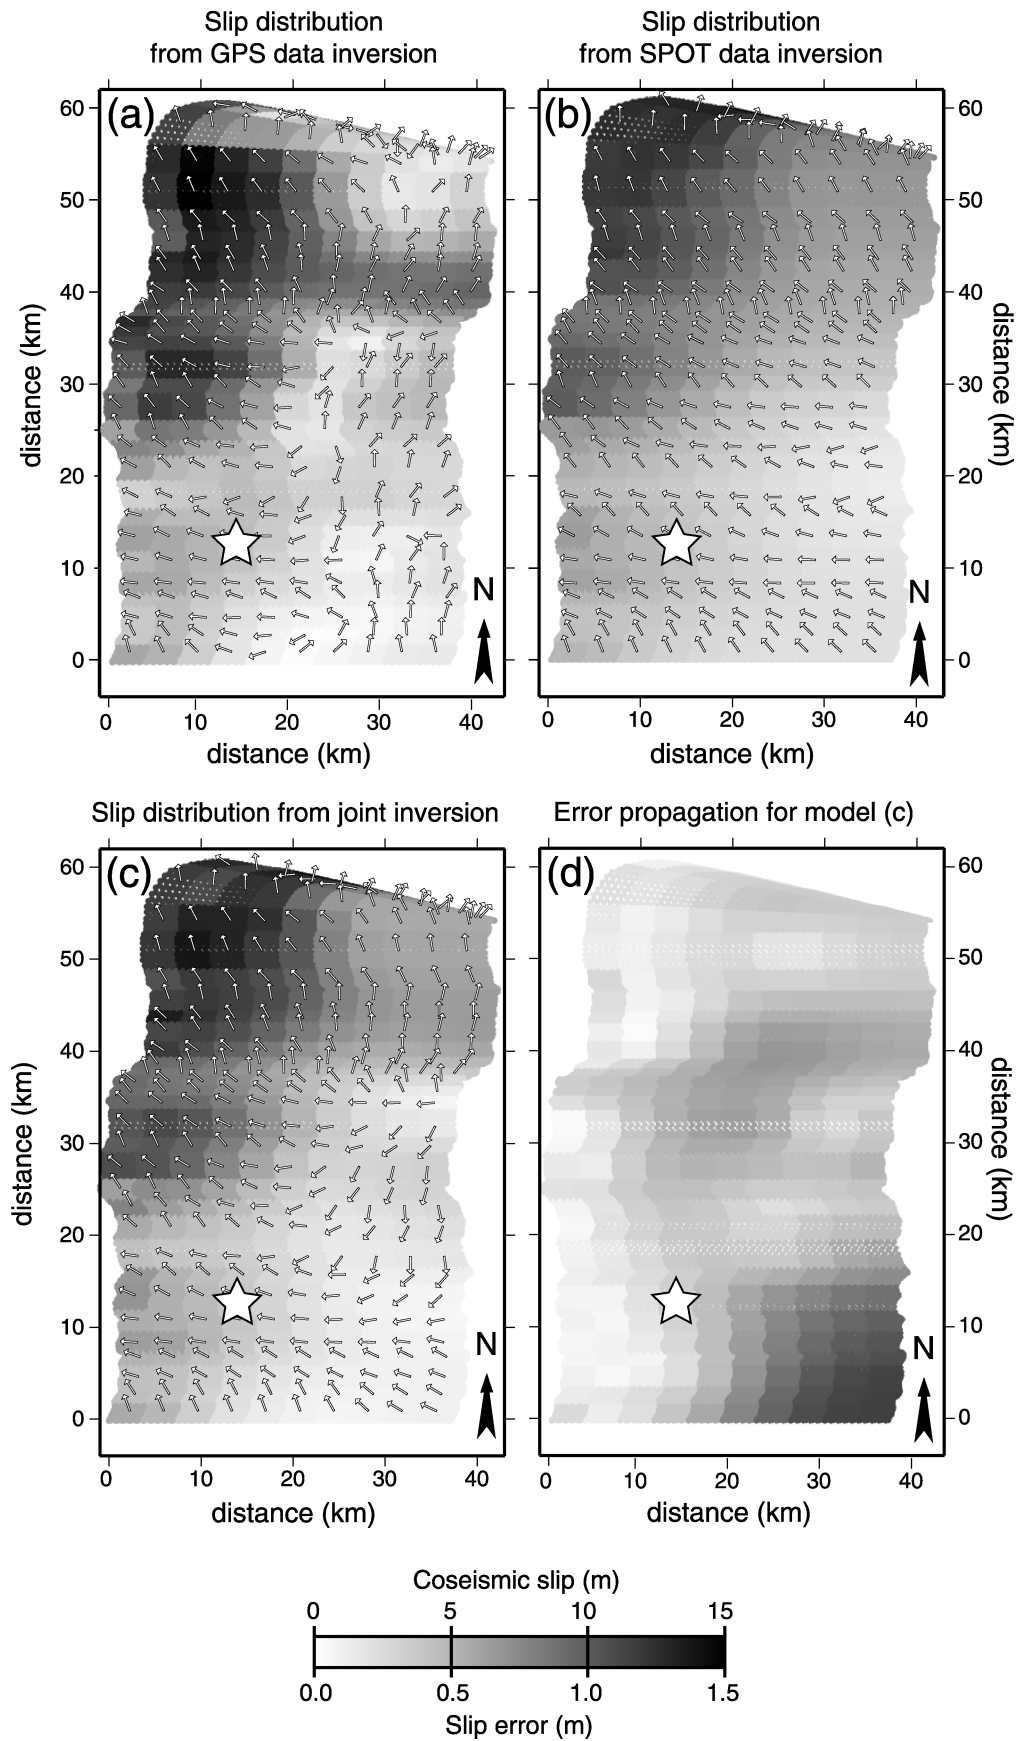 Slip distribution
from GPS data inversion
Slip distribution
from SPOT data inversion
(a)
60
50
40
30
20
10
0
distance (km)
N
0 10 20 30 40
distance (km)
(b)
60
50
40
30
20
10
0
distance (km)
N
0 10 20 30 40
distance (km)
Slip distribution from joint inversion
Error propagation for model (c)
(c)
60
50
40
30
20
10
0
distance (km)
N
0 10 20 30 40
distance (km)
(d)
60
50
40
30
20
10
0
distance (km)
N
0 10 20 30 40
distance (km)
Coseismic slip (m)
0 5 10 15
0.0 0.5 1.0 1.5
Slip error (m)